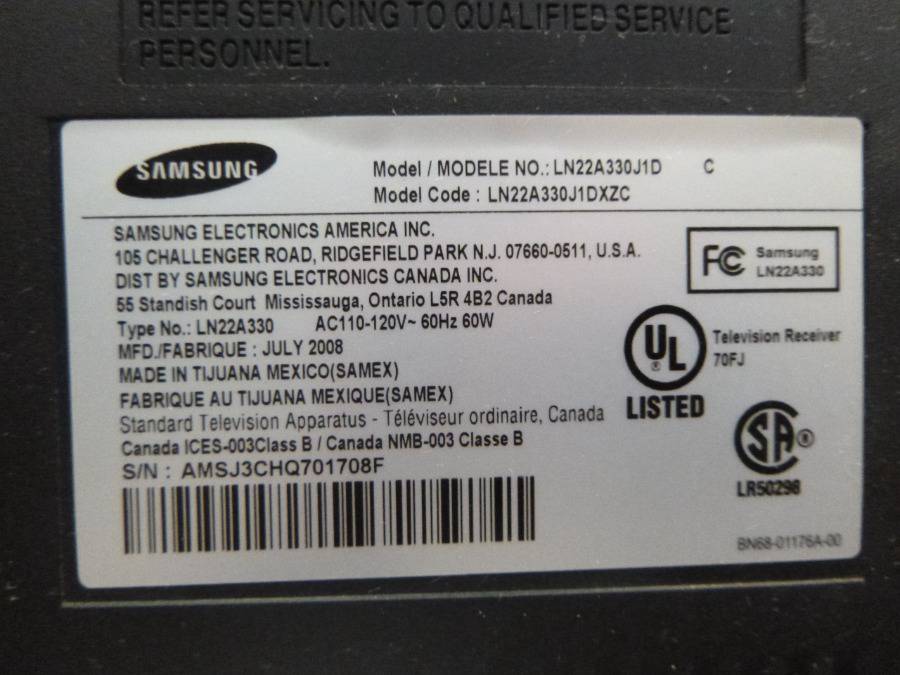 REFER SERVICING TO QUALIFIED SERVICE
PERSONNEL.
SAMSUNG
Model / MODELE NO.: LN22A330J1D C
Model Code : LN22A330J1DXZC
SAMSUNG ELECTRONICS AMERICA INC.
105 CHALLENGER ROAD, RIDGEFIELD PARK N.J. 07660-0511, U.S.A.
DIST BY SAMSUNG ELECTRONICS CANADA INC.
55 Standish Court Mississauga, Ontario L5R 4B2 Canada
Type No.: LN22A330 AC110-120V~ 60Hz 60W
MFD./FABRIQUE : JULY 2008
MADE IN TIJUANA MEXICO(SAMEX)
FABRIQUE AU TIJUANA MEXIQUE(SAMEX)
Standard Television Apparatus - Téléviseur ordinaire, Canada
Canada ICES-003Class B / Canada NMB-003 Classe B
S/N : AMSJ3CHQ701708F
FC Samsung
LN22A330
UL ® Television Receiver
70FJ
LISTED
SA ®
LR50298
BN68-01176A-00